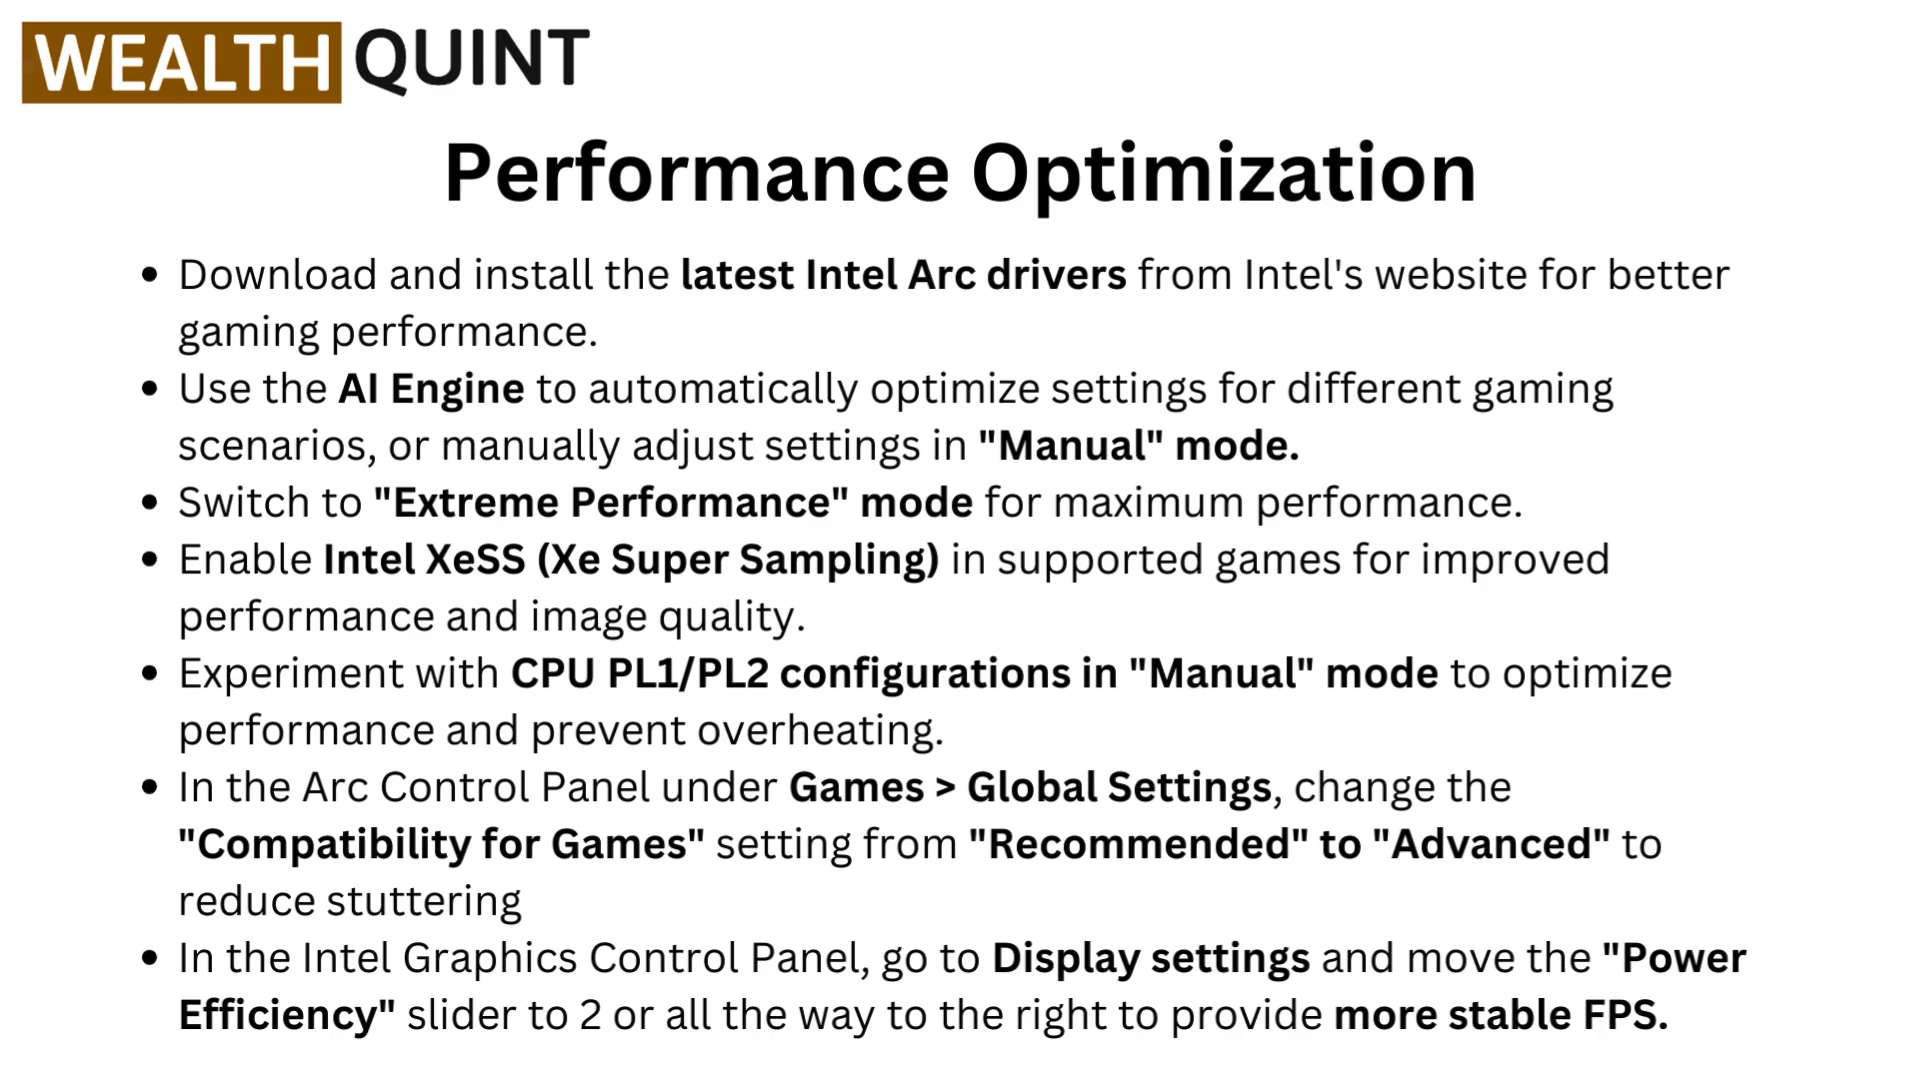 WEALTH QUINT
Performance Optimization
• Download and install the latest Intel Arc drivers from Intel's website for better
gaming performance.
• Use the AI Engine to automatically optimize settings for different gaming
scenarios, or manually adjust settings in "Manual" mode.
• Switch to "Extreme Performance" mode for maximum performance.
• Enable Intel XeSS (Xe Super Sampling) in supported games for improved
performance and image quality.
• Experiment with CPU PL1/PL2 configurations in "Manual" mode to optimize
performance and prevent overheating.
• In the Arc Control Panel under Games > Global Settings, change the
"Compatibility for Games" setting from "Recommended" to "Advanced" to
reduce stuttering
• In the Intel Graphics Control Panel, go to Display settings and move the "Power
Efficiency" slider to 2 or all the way to the right to provide more stable FPS.